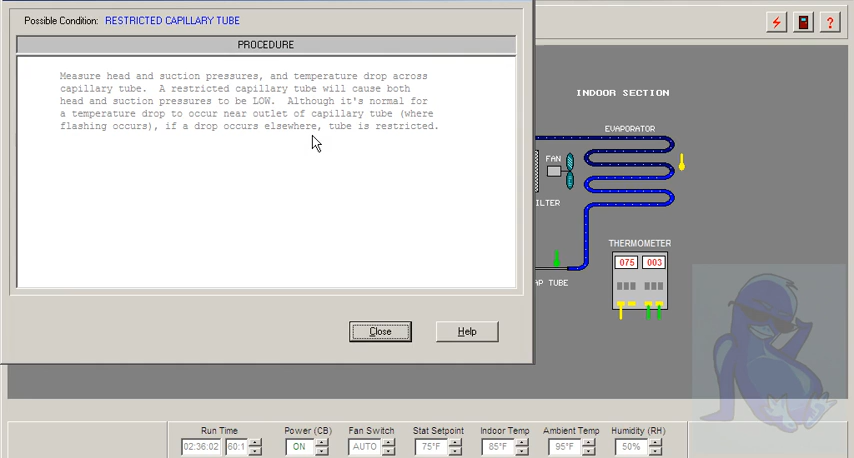 Possible Condition: RESTRICTED CAPILLARY TUBE
PROCEDURE
Measure head and suction pressures, and temperature drop across
capillary tube. A restricted capillary tube will cause both
head and suction pressures to be LOW. Although it's normal for
a temperature drop to occur near outlet of capillary tube (where
flashing occurs), if a drop occurs elsewhere, tube is restricted.
Close Help
?
INDOOR SECTION
EVAPORATOR
FAN
ILTER
THERMOMETER
075 003
AP TUBE
Run Time Power (CB) Fan Switch Stat Setpoint Indoor Temp Ambient Temp Humidity (RH)
02:36:02 60:1 ON AUTO 75°F 85°F 95°F 50%